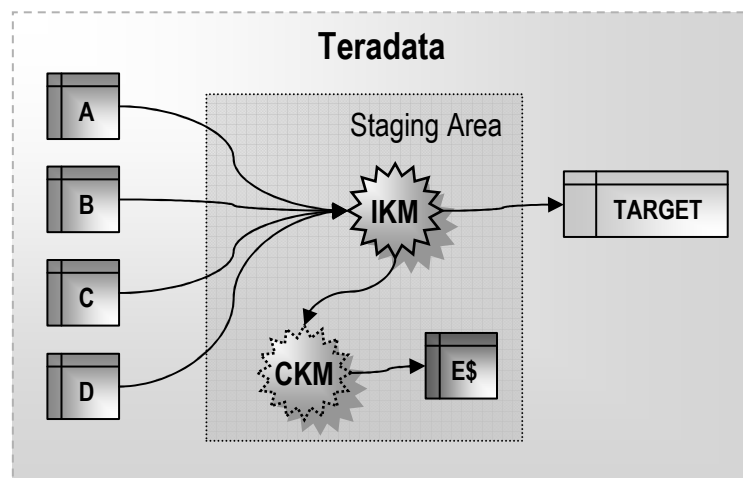 Teradata
A
Staging Area
B
IKM
TARGET
C
D
CKM
E$